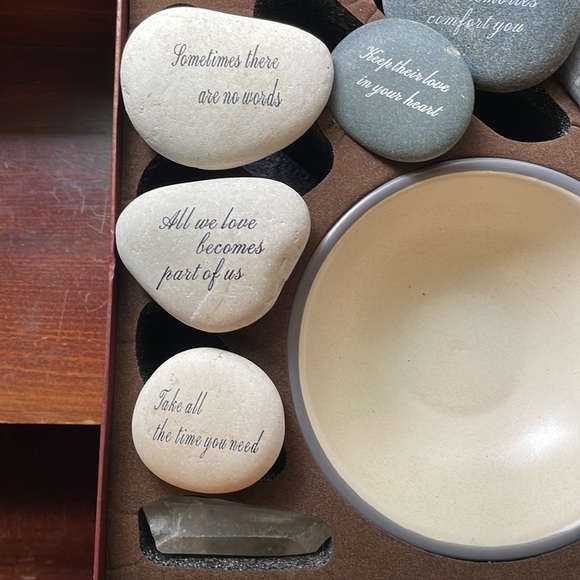 comfort you
Sometimes there
are no words
Keep their love
in your heart
All we love
becomes
part of us
Take all
the time you need